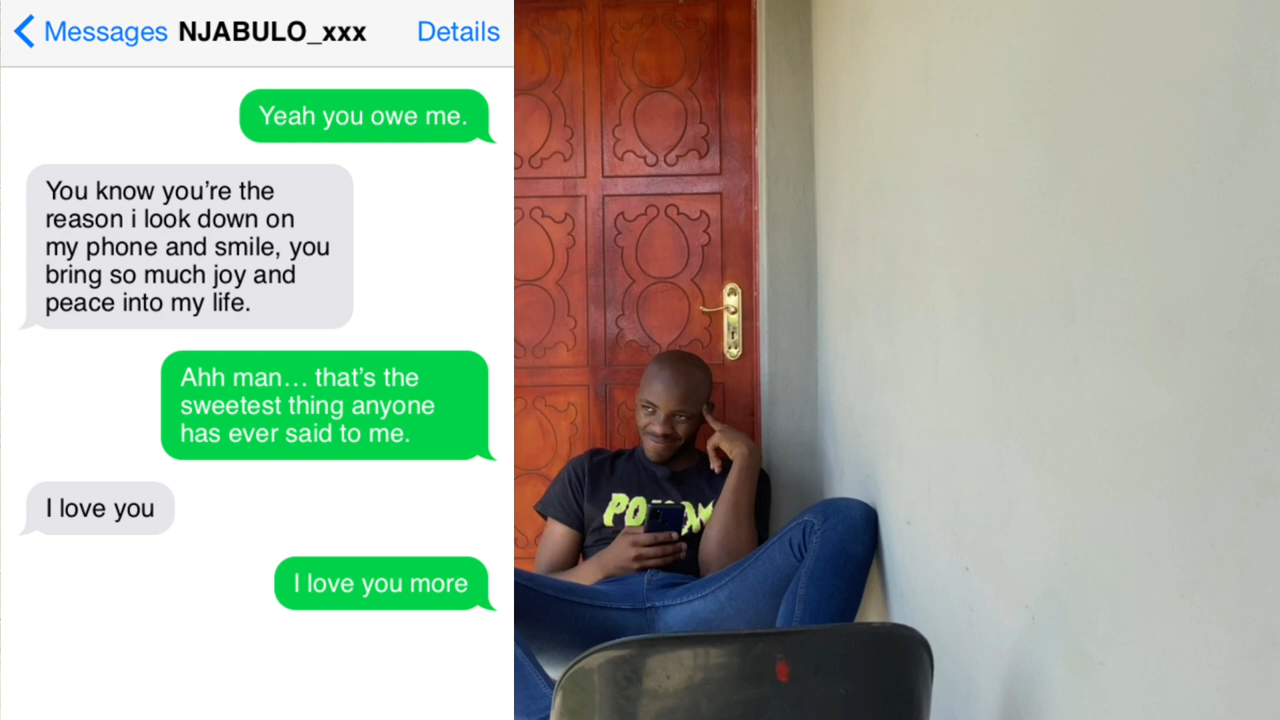 Messages NJABULO_xxx Details
Yeah you owe me.
You know you’re the
reason i look down on
my phone and smile, you
bring so much joy and
peace into my life.
Ahh man… that’s the
sweetest thing anyone
has ever said to me.
I love you
I love you more